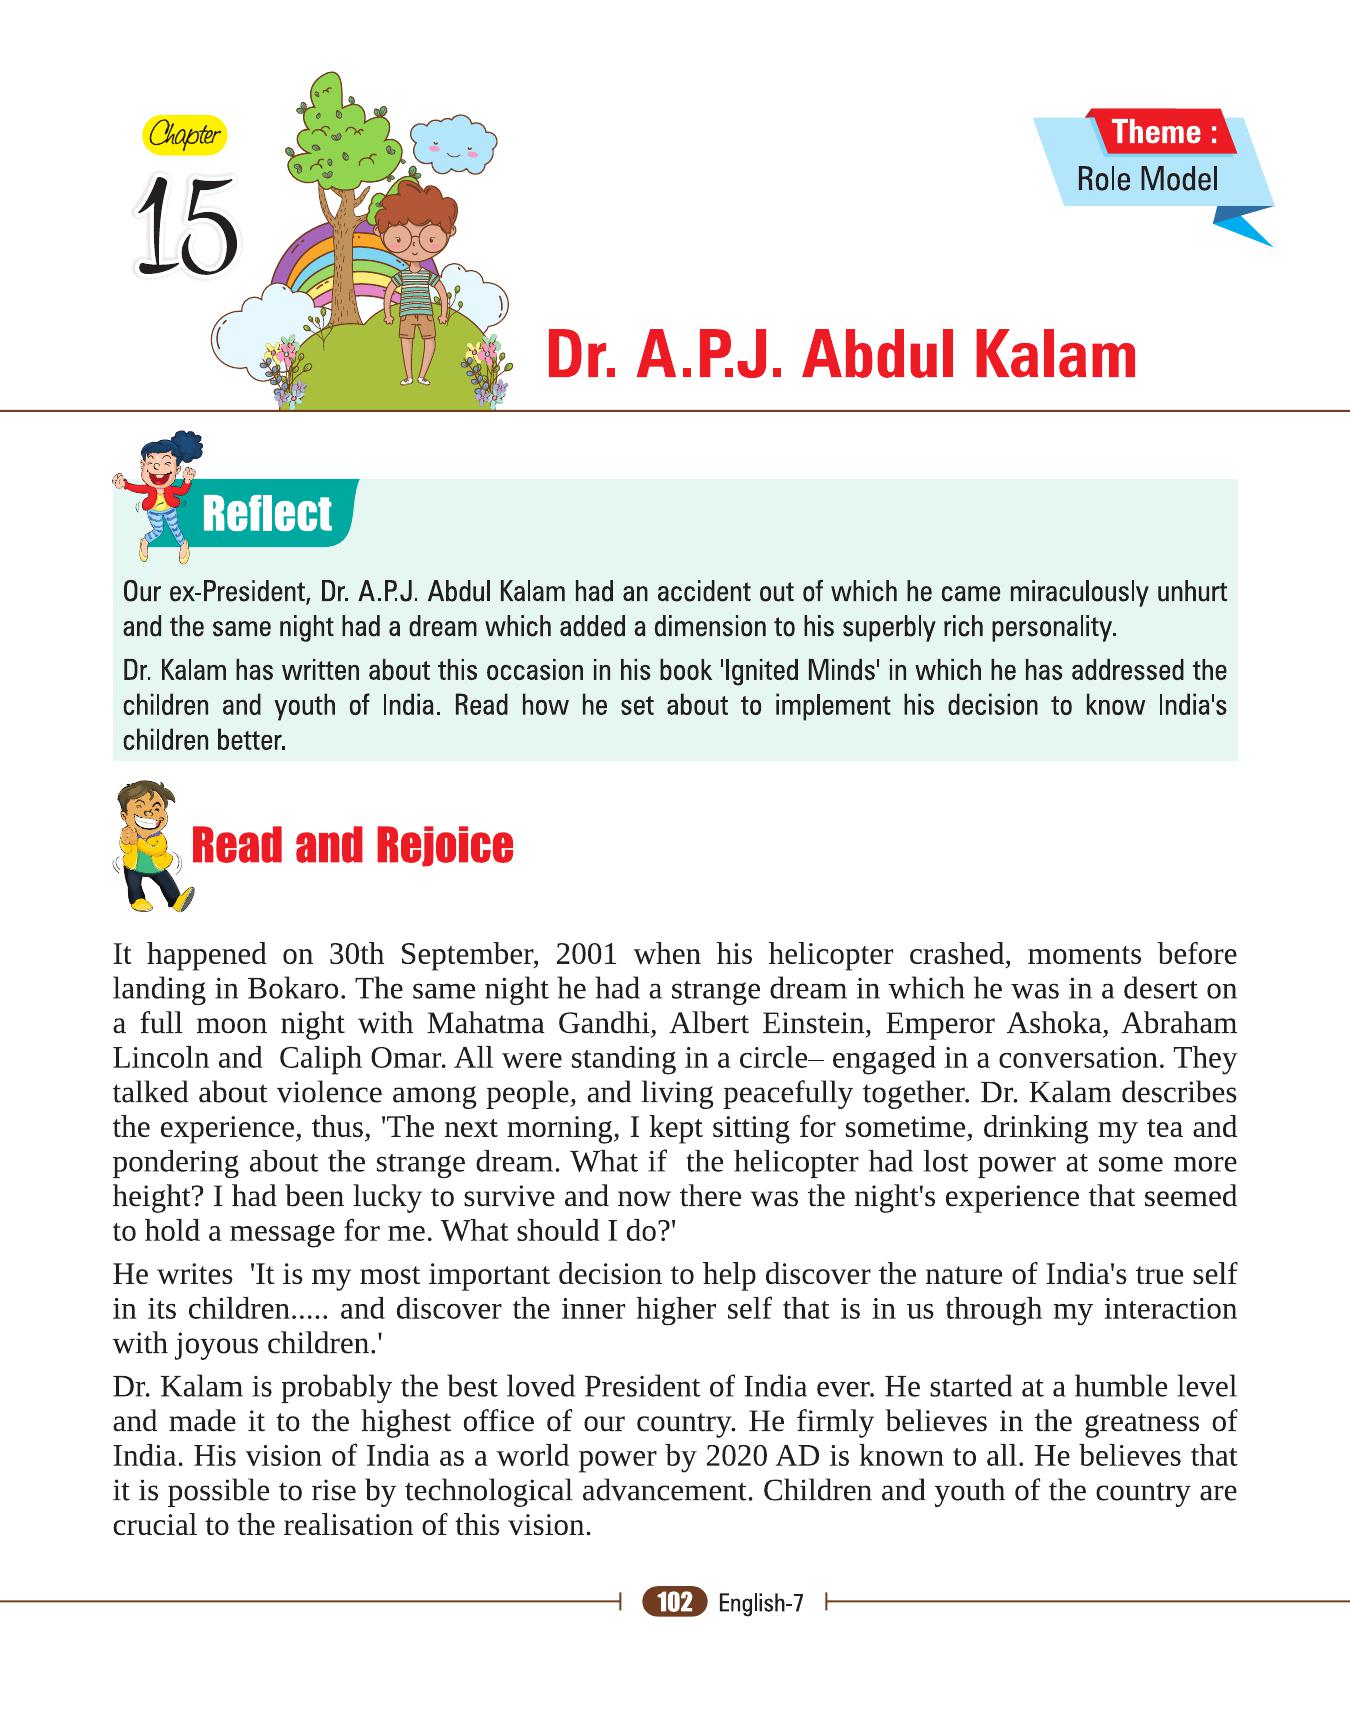 Chapter
15
Theme :
Role Model
Dr. A.P.J. Abdul Kalam
Reflect
Our ex-President, Dr. A.P.J. Abdul Kalam had an accident out of which he came miraculously unhurt
and the same night had a dream which added a dimension to his superbly rich personality.
Dr. Kalam has written about this occasion in his book 'Ignited Minds' in which he has addressed the
children and youth of India. Read how he set about to implement his decision to know India's
children better.
Read and Rejoice
It happened on 30th September, 2001 when his helicopter crashed, moments before
landing in Bokaro. The same night he had a strange dream in which he was in a desert on
a full moon night with Mahatma Gandhi, Albert Einstein, Emperor Ashoka, Abraham
Lincoln and  Caliph Omar. All were standing in a circle– engaged in a conversation. They
talked about violence among people, and living peacefully together. Dr. Kalam describes
the experience, thus, 'The next morning, I kept sitting for sometime, drinking my tea and
pondering about the strange dream. What if  the helicopter had lost power at some more
height? I had been lucky to survive and now there was the night's experience that seemed
to hold a message for me. What should I do?'
He writes  'It is my most important decision to help discover the nature of India's true self
in its children..... and discover the inner higher self that is in us through my interaction
with joyous children.'
Dr. Kalam is probably the best loved President of India ever. He started at a humble level
and made it to the highest office of our country. He firmly believes in the greatness of
India. His vision of India as a world power by 2020 AD is known to all. He believes that
it is possible to rise by technological advancement. Children and youth of the country are
crucial to the realisation of this vision.
102 English-7